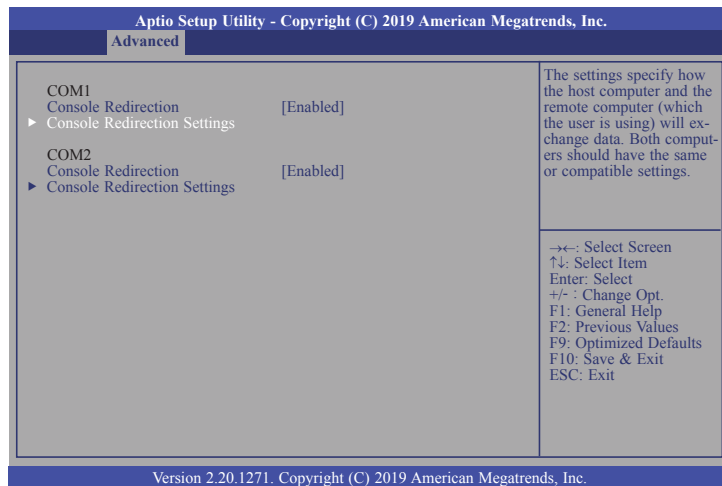 Aptio Setup Utility - Copyright (C) 2019 American Megatrends, Inc.
Advanced
COM1
Console Redirection [Enabled]
▶ Console Redirection Settings
COM2
Console Redirection [Enabled]
▶ Console Redirection Settings
The settings specify how
the host computer and the
remote computer (which
the user is using) will ex-
change data. Both comput-
ers should have the same
or compatible settings.
→←: Select Screen
↑↓: Select Item
Enter: Select
+/- : Change Opt.
F1: General Help
F2: Previous Values
F9: Optimized Defaults
F10: Save & Exit
ESC: Exit
Version 2.20.1271. Copyright (C) 2019 American Megatrends, Inc.